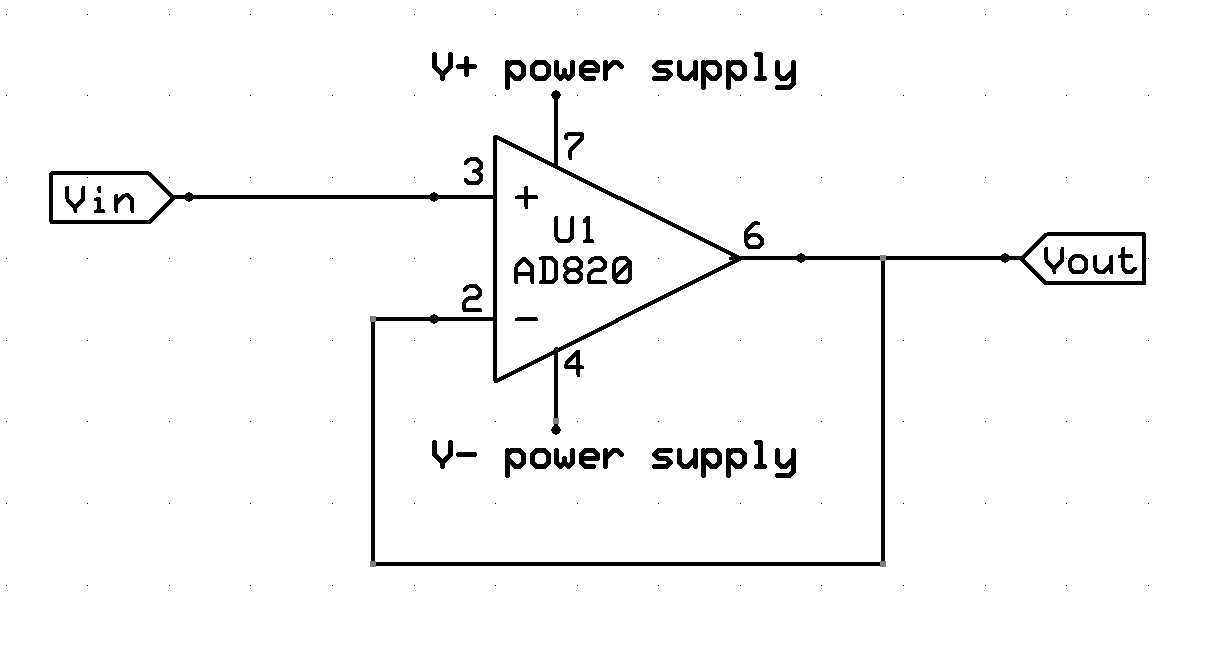 V+ power supply
7
3
Vin
+
U1
6
AD820
Vout
2
-
4
V- power supply